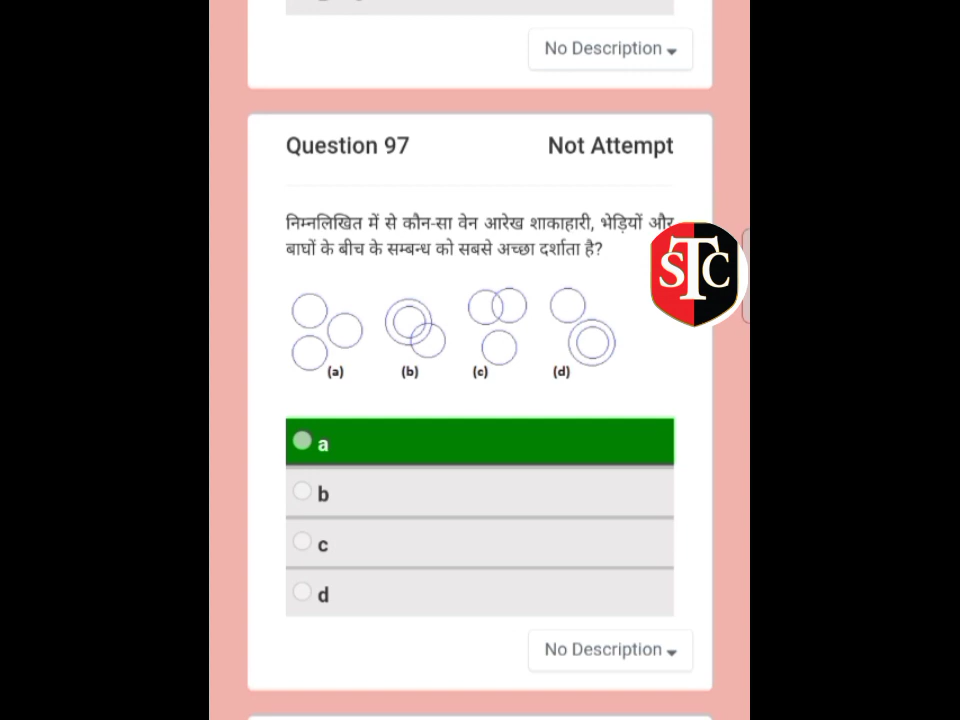 No Description
Question 97
Not Attempt
निम्नलिखित में से कौन-सा वेन आरेख शाकाहारी, भेड़ियों और
बाघों के बीच के सम्बन्ध को सबसे अच्छा दर्शाता है?
STC
(a)
(b)
(c)
(d)
a
b
c
d
No Description